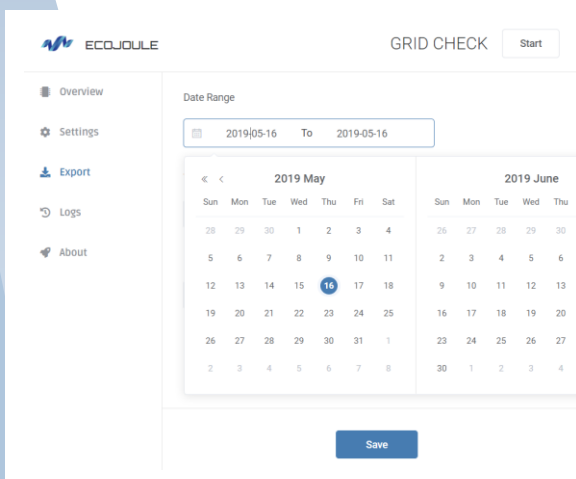 ECOJOULE
GRID CHECK Start
Overview
Settings
Export
Logs
About
Date Range
2019-05-16 To 2019-05-16
2019 May
Sun Mon Tue Wed Thu Fri Sat
28 29 30 1 2 3 4
5 6 7 8 9 10 11
12 13 14 15 16 17 18
19 20 21 22 23 24 25
26 27 28 29 30 31 1
2 3 4 5 6 7 8
2019 June
Sun Mon Tue Wed Thu
26 27 28 29 30
2 3 4 5 6
9 10 11 12 13
16 17 18 19 20
23 24 25 26 27
30 1 2 3 4
Save